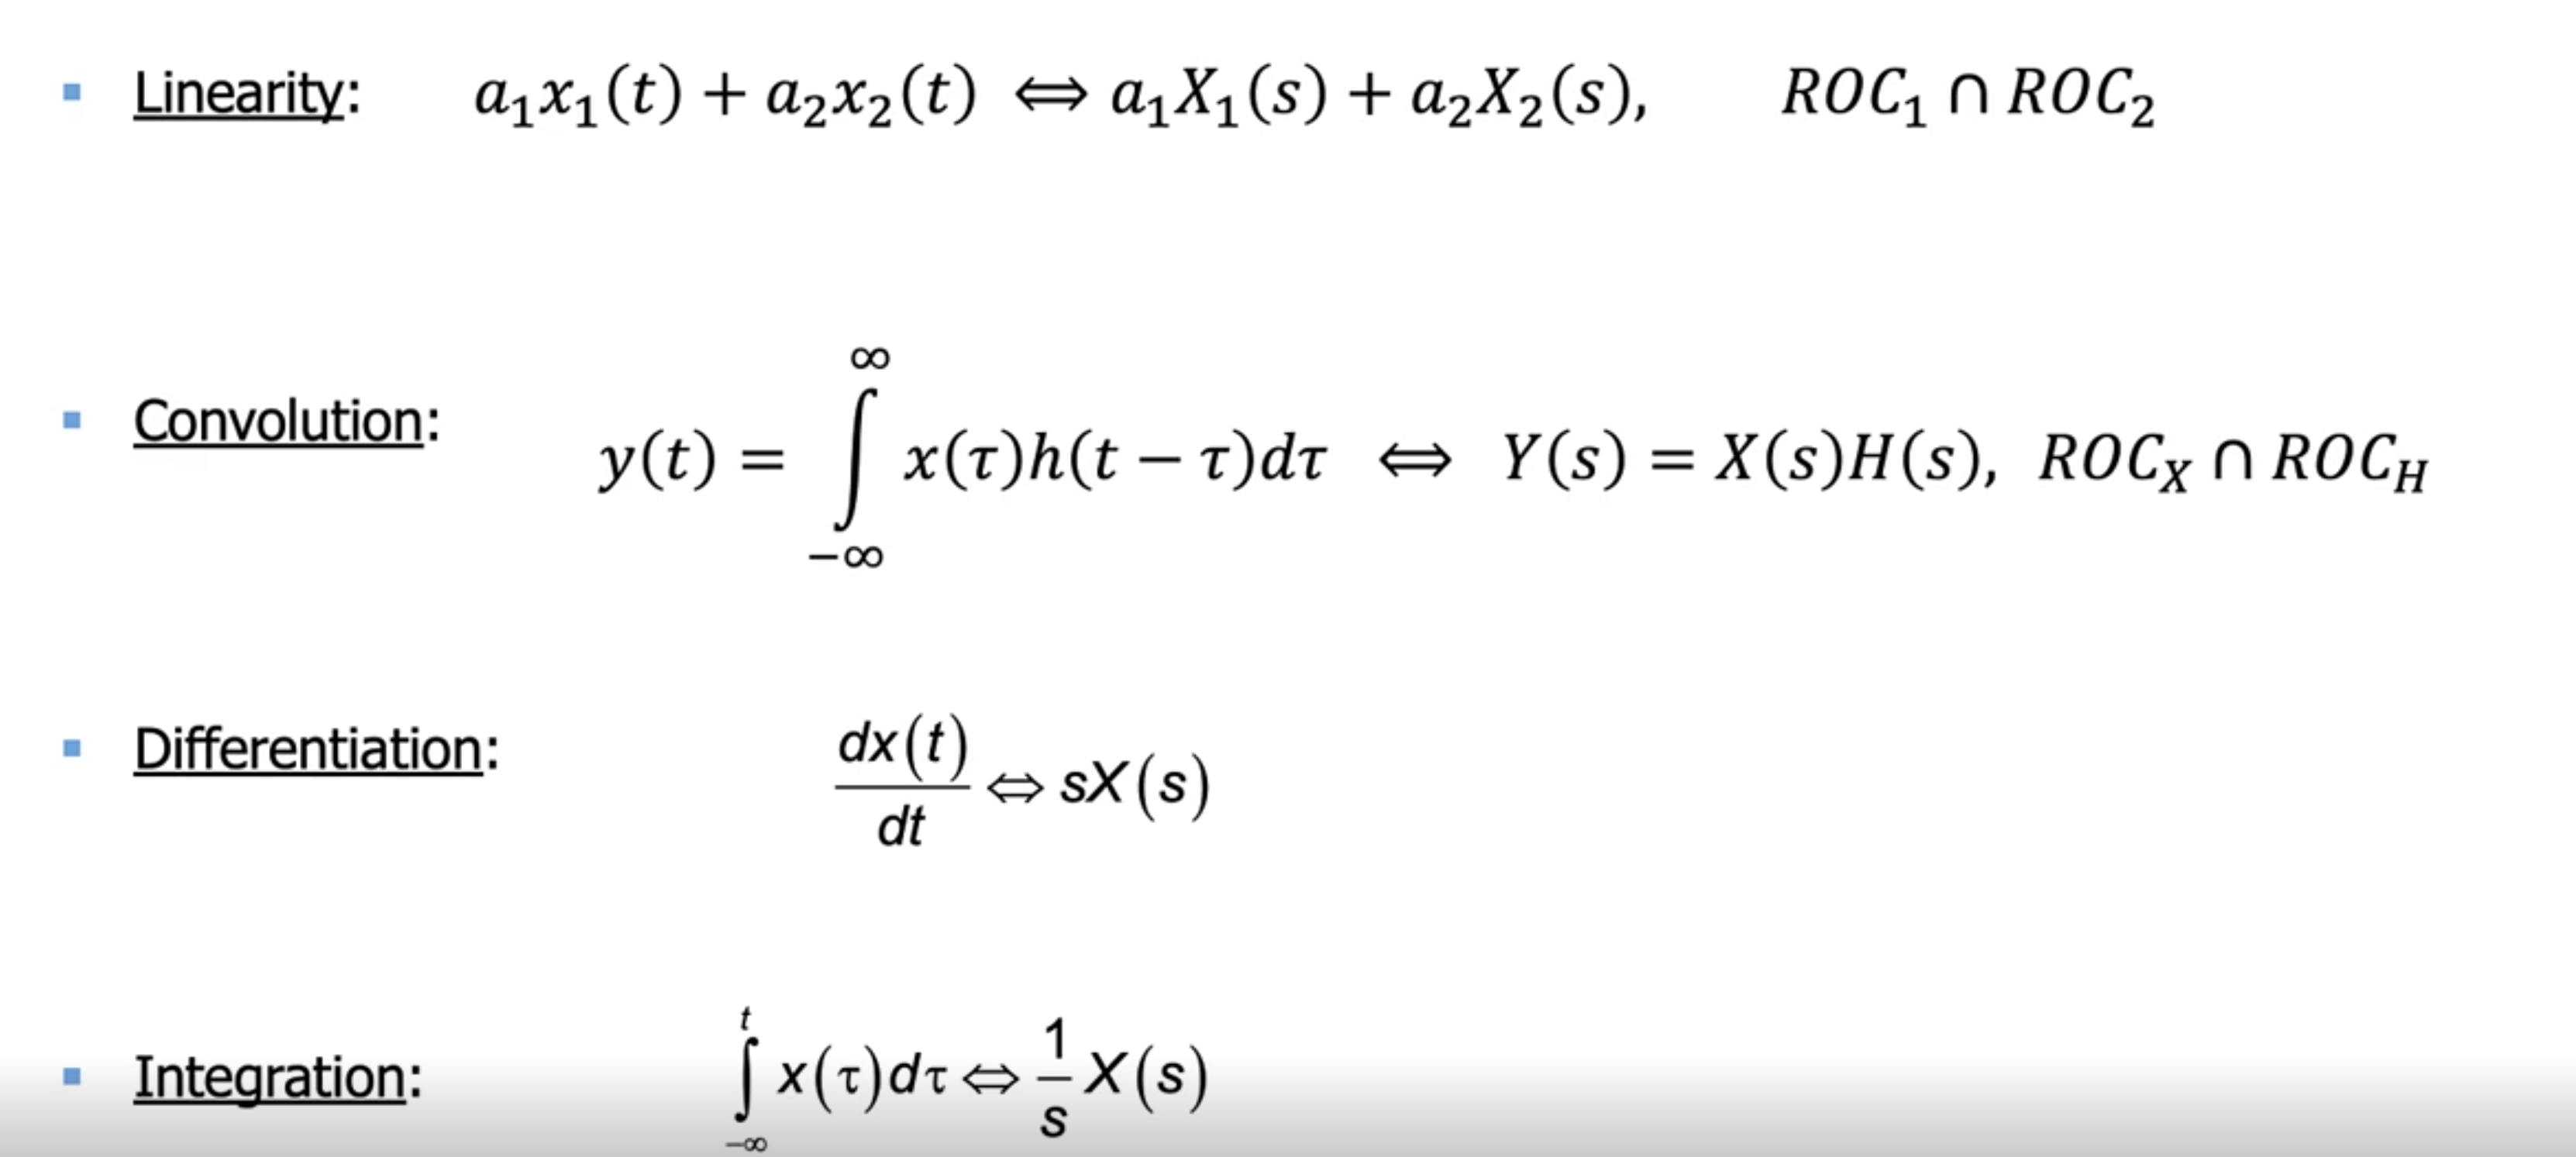 ▪ Linearity: a₁x₁(t) + a₂x₂(t) ⇔ a₁X₁(s) + a₂X₂(s), ROC₁ ∩ ROC₂
▪ Convolution: y(t) = ∫_{-∞}^{∞} x(τ)h(t − τ)dτ ⇔ Y(s) = X(s)H(s), ROC_X ∩ ROC_H
▪ Differentiation: dx(t)/dt ⇔ sX(s)
▪ Integration: ∫_{-∞}^{t} x(τ)dτ ⇔ 1/s X(s)